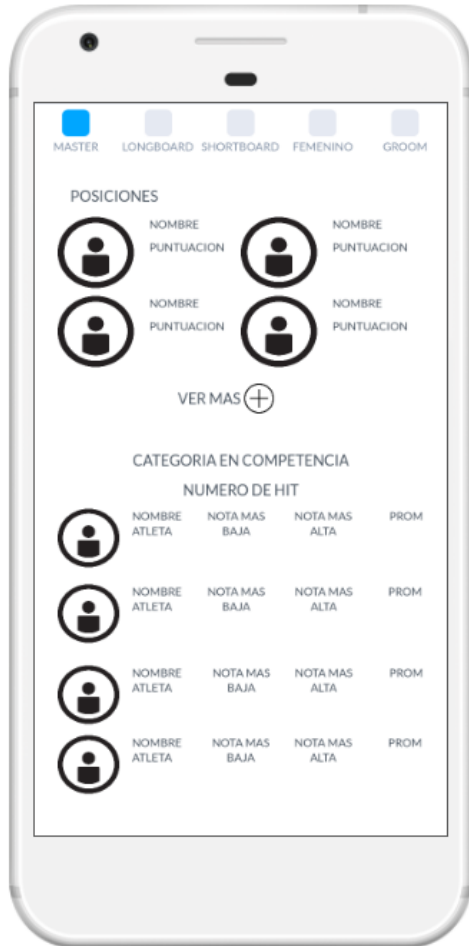 MASTER LONGBOARD SHORTBOARD FEMENINO GROOM
POSICIONES
NOMBRE NOMBRE
PUNTUACION PUNTUACION
NOMBRE NOMBRE
PUNTUACION PUNTUACION
VER MAS
CATEGORIA EN COMPETENCIA
NUMERO DE HIT
NOMBRE NOTA MAS NOTA MAS PROM
ATLETA BAJA ALTA
NOMBRE NOTA MAS NOTA MAS PROM
ATLETA BAJA ALTA
NOMBRE NOTA MAS NOTA MAS PROM
ATLETA BAJA ALTA
NOMBRE NOTA MAS NOTA MAS PROM
ATLETA BAJA ALTA